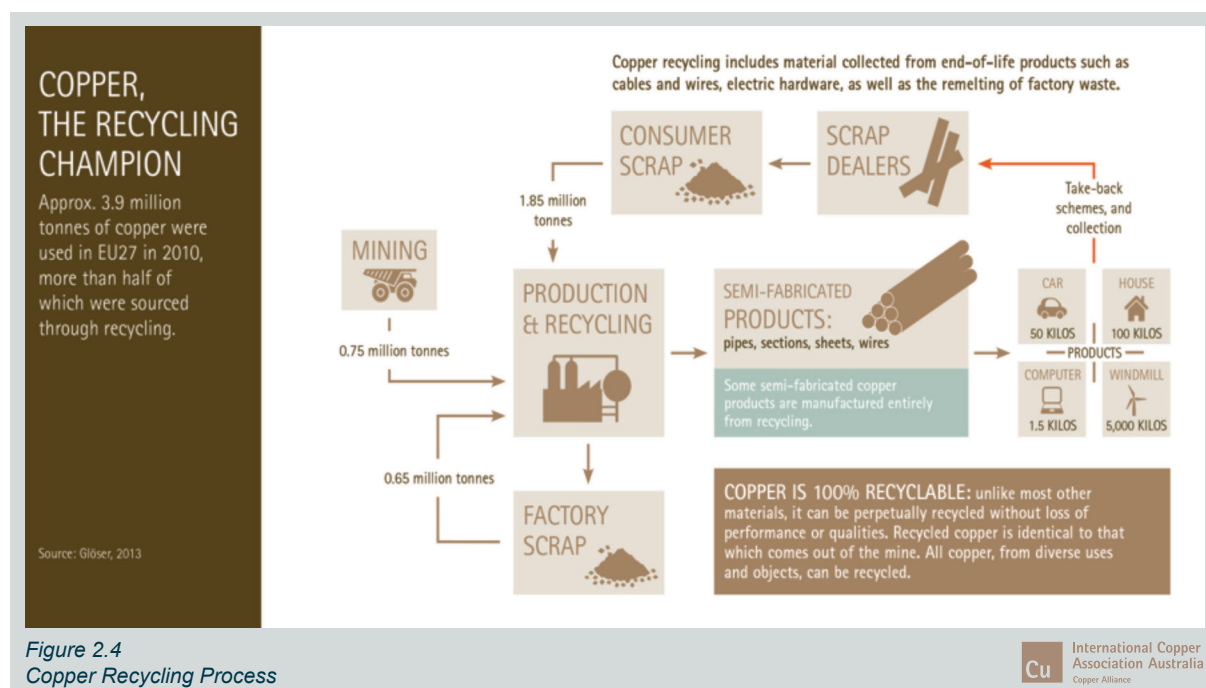 COPPER,
THE RECYCLING
CHAMPION
Approx. 3.9 million
tonnes of copper were
used in EU27 in 2010,
more than half of
which were sourced
through recycling.
Source: Glöser, 2013
Copper recycling includes material collected from end-of-life products such as
cables and wires, electric hardware, as well as the remelting of factory waste.
CONSUMER
SCRAP
SCRAP
DEALERS
1.85 million
tonnes
Take-back
schemes, and
collection
MINING
0.75 million tonnes
PRODUCTION
& RECYCLING
SEMI-FABRICATED
PRODUCTS:
pipes, sections, sheets, wires
Some semi-fabricated copper
products are manufactured entirely
from recycling.
CAR
50 KILOS
HOUSE
100 KILOS
PRODUCTS
COMPUTER
1.5 KILOS
WINDMILL
5,000 KILOS
0.65 million tonnes
FACTORY
SCRAP
COPPER IS 100% RECYCLABLE: unlike most other
materials, it can be perpetually recycled without loss of
performance or qualities. Recycled copper is identical to that
which comes out of the mine. All copper, from diverse uses
and objects, can be recycled.
Figure 2.4
Copper Recycling Process
Cu
International Copper
Association Australia
Copper Alliance